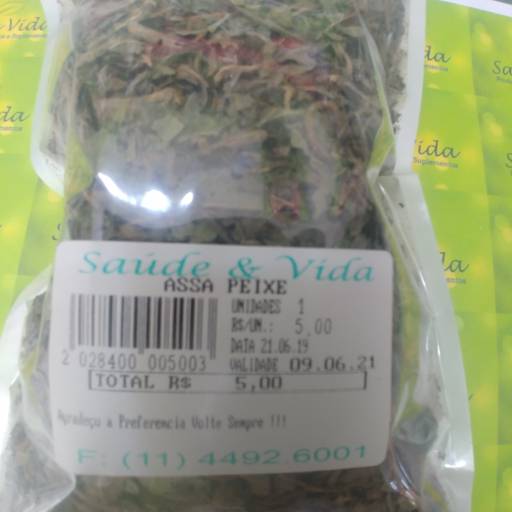 Saúde & Vida
ASSA PEIXE
UNIDADES 1
R$/UN.: 5,00
DATA 21.06.19
VALIDADE 09.06.21
2 028400 005003
TOTAL R$ 5,00
Agradeço a Preferencia Volte Sempre !!!
F: (11) 4492.6001